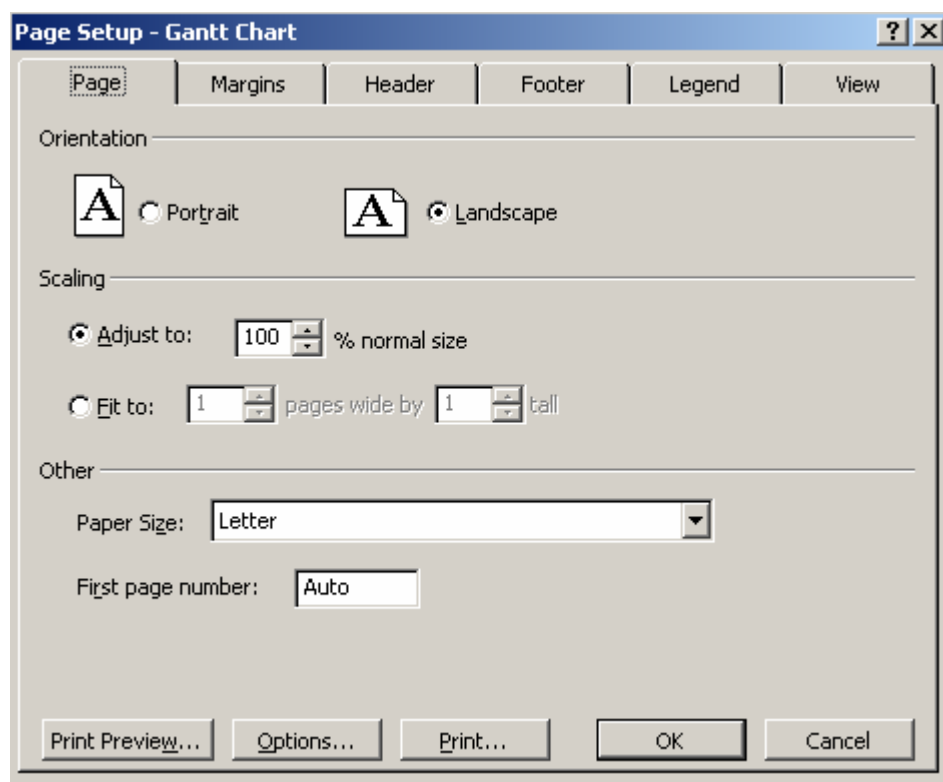 Page Setup - Gantt Chart
Page Margins Header Footer Legend View
Orientation
A Portrait A Landscape
Scaling
Adjust to: 100 % normal size
Fit to: 1 pages wide by 1 tall
Other
Paper Size: Letter
First page number: Auto
Print Preview... Options... Print... OK Cancel